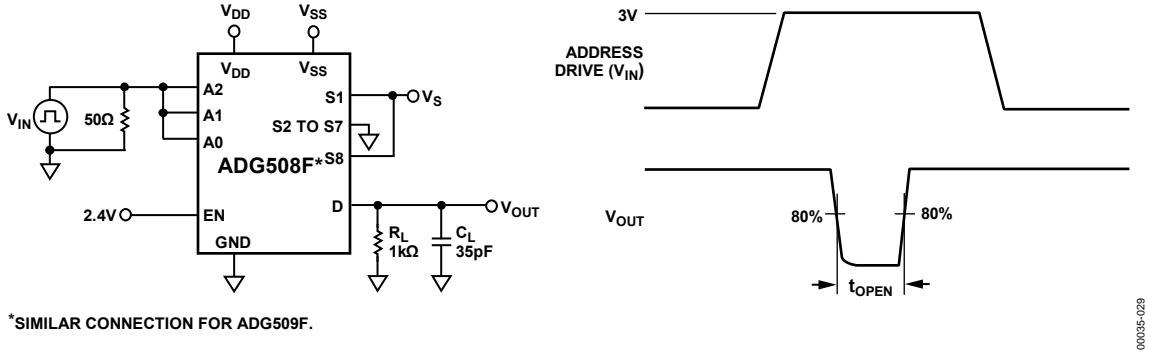 VDD VSS
VDD VSS
A2
A1
A0
VIN
50Ω
S1
VS
S2 TO S7
ADG508F*
S8
2.4V
EN
D
VOUT
GND
RL
1kΩ
CL
35pF
*SIMILAR CONNECTION FOR ADG509F.
3V
ADDRESS
DRIVE (VIN)
VOUT
80% 80%
tOPEN
00035-029